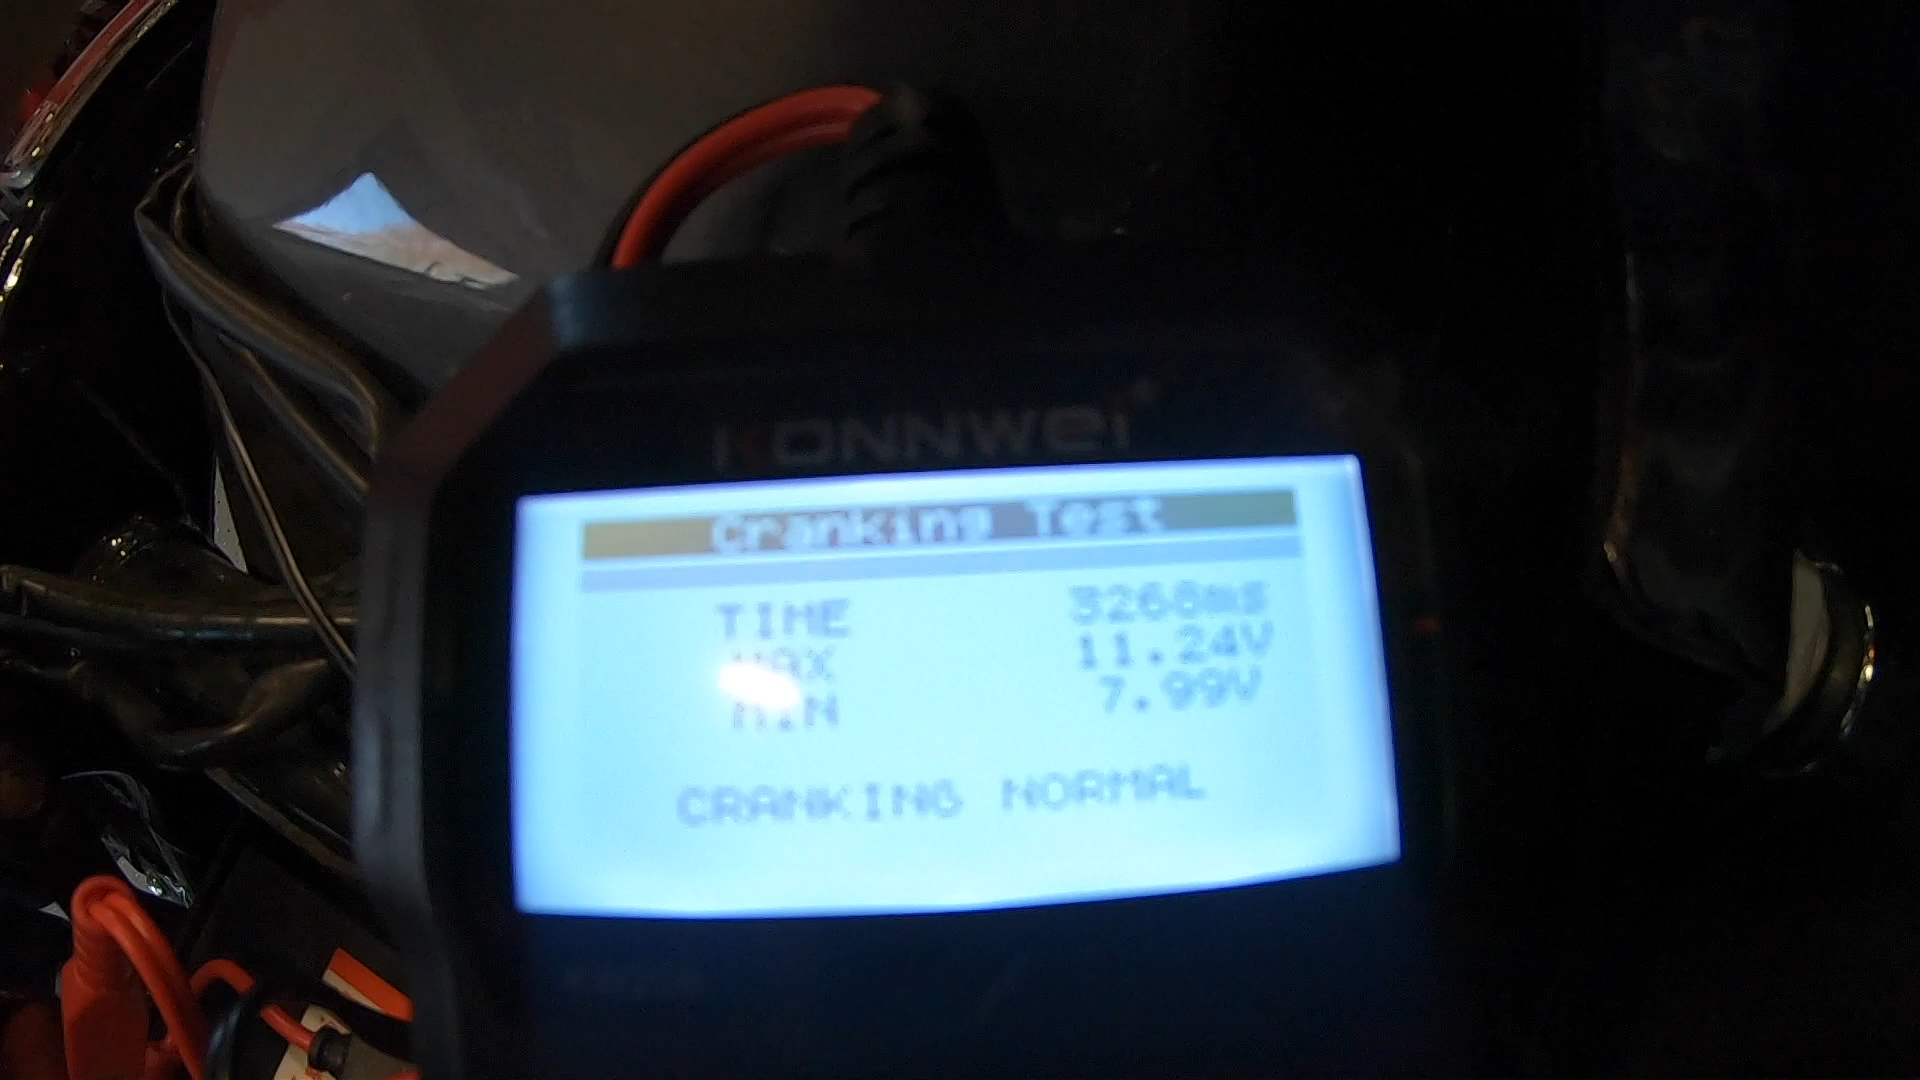 KONNWEI
Cranking Test
TIME 3268ms
MAX 11.24V
MIN 7.99V
CRANKING NORMAL